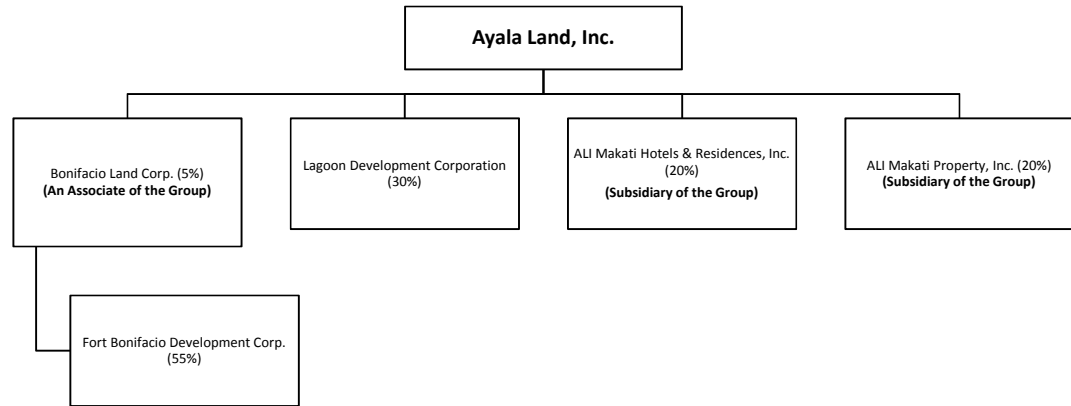 Ayala Land, Inc.
Bonifacio Land Corp. (5%)
(An Associate of the Group)
Lagoon Development Corporation
(30%)
ALI Makati Hotels & Residences, Inc.
(20%)
(Subsidiary of the Group)
ALI Makati Property, Inc. (20%)
(Subsidiary of the Group)
Fort Bonifacio Development Corp.
(55%)